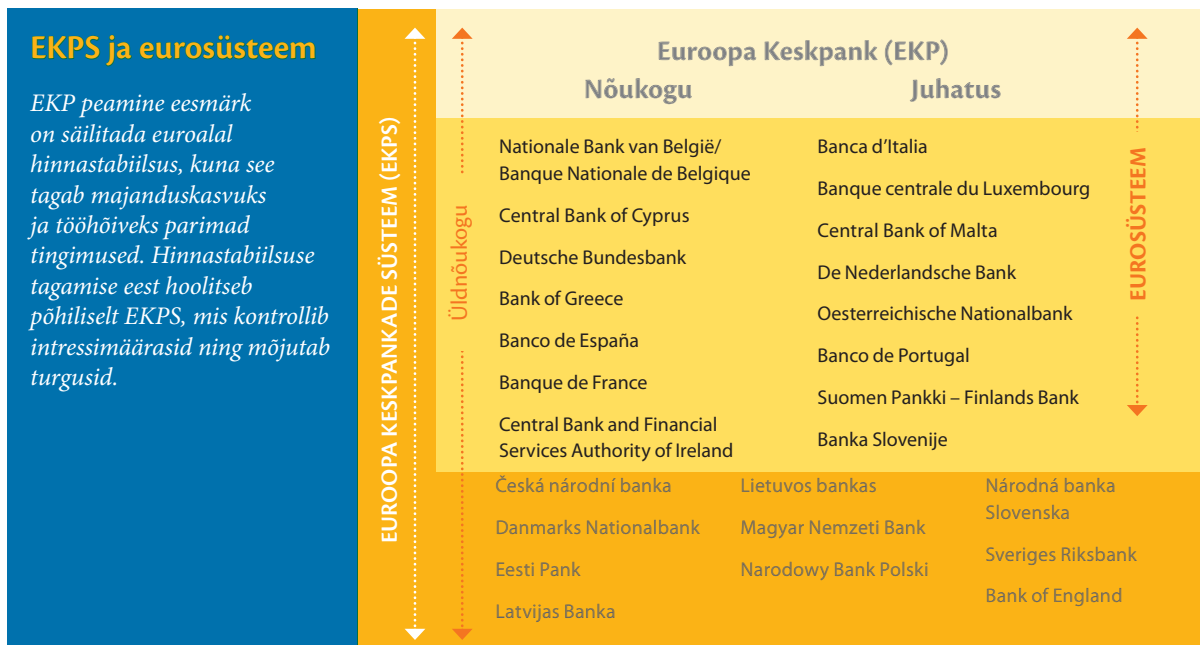 EKPS ja eurosüsteem
EKP peamine eesmärk
on säilitada euroalal
hinnastabiilsus, kuna see
tagab majanduskasvuks
ja tööhõiveks parimad
tingimused. Hinnastabiilsuse
tagamise eest hoolitseb
põhiliselt EKPS, mis kontrollib
intressimäärasid ning mõjutab
turgusid.
EUROOPA KESKPANKADE SÜSTEEM (EKPS)
Üldnõukogu
Euroopa Keskpank (EKP)
Nõukogu
Juhatus
Nationale Bank van België/
Banque Nationale de Belgique
Central Bank of Cyprus
Deutsche Bundesbank
Bank of Greece
Banco de España
Banque de France
Central Bank and Financial
Services Authority of Ireland
Banca d’Italia
Banque centrale du Luxembourg
Central Bank of Malta
De Nederlandsche Bank
Oesterreichische Nationalbank
Banco de Portugal
Suomen Pankki – Finlands Bank
Banka Slovenije
EUROSÜSTEEM
Česká národní banka
Danmarks Nationalbank
Eesti Pank
Latvijas Banka
Lietuvos bankas
Magyar Nemzeti Bank
Narodowy Bank Polski
Národná banka
Slovenska
Sveriges Riksbank
Bank of England